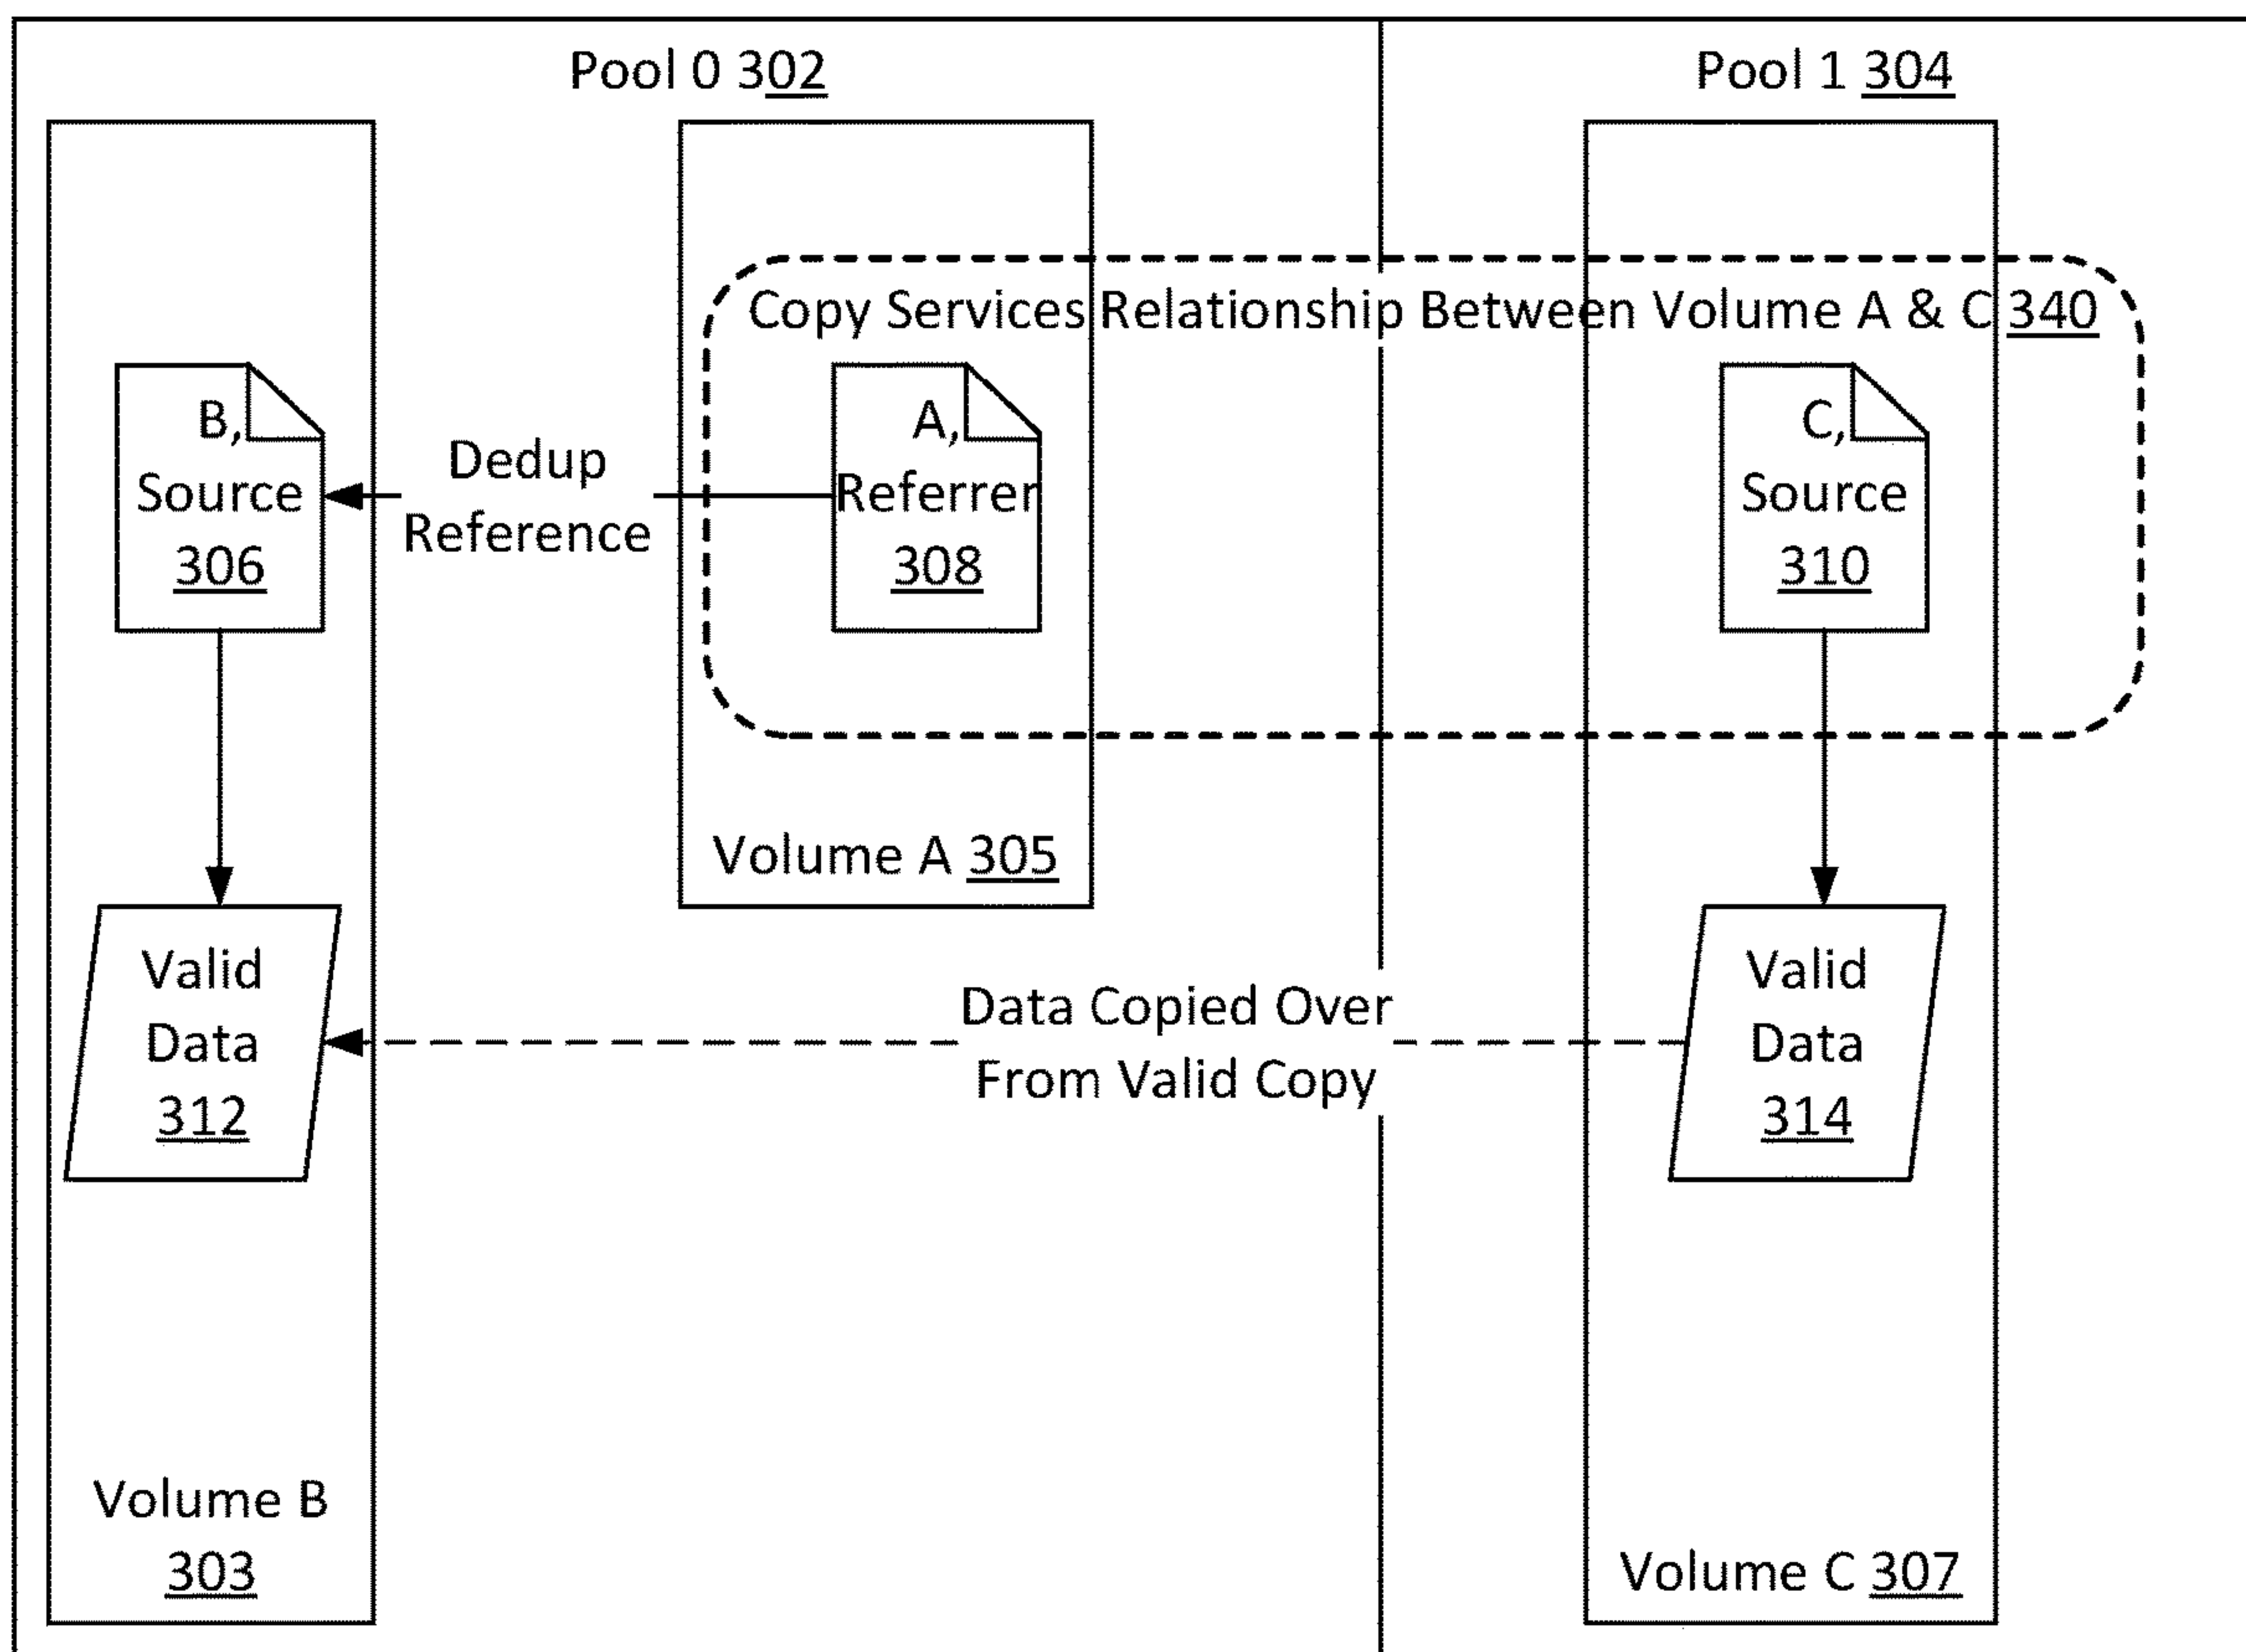 Pool 0 302
Pool 1 304
Copy Services Relationship Between Volume A & C 340
B,
Source
306
Dedup
Reference
A,
Referrer
308
C,
Source
310
Volume A 305
Valid
Data
312
Data Copied Over
From Valid Copy
Valid
Data
314
Volume B
303
Volume C 307